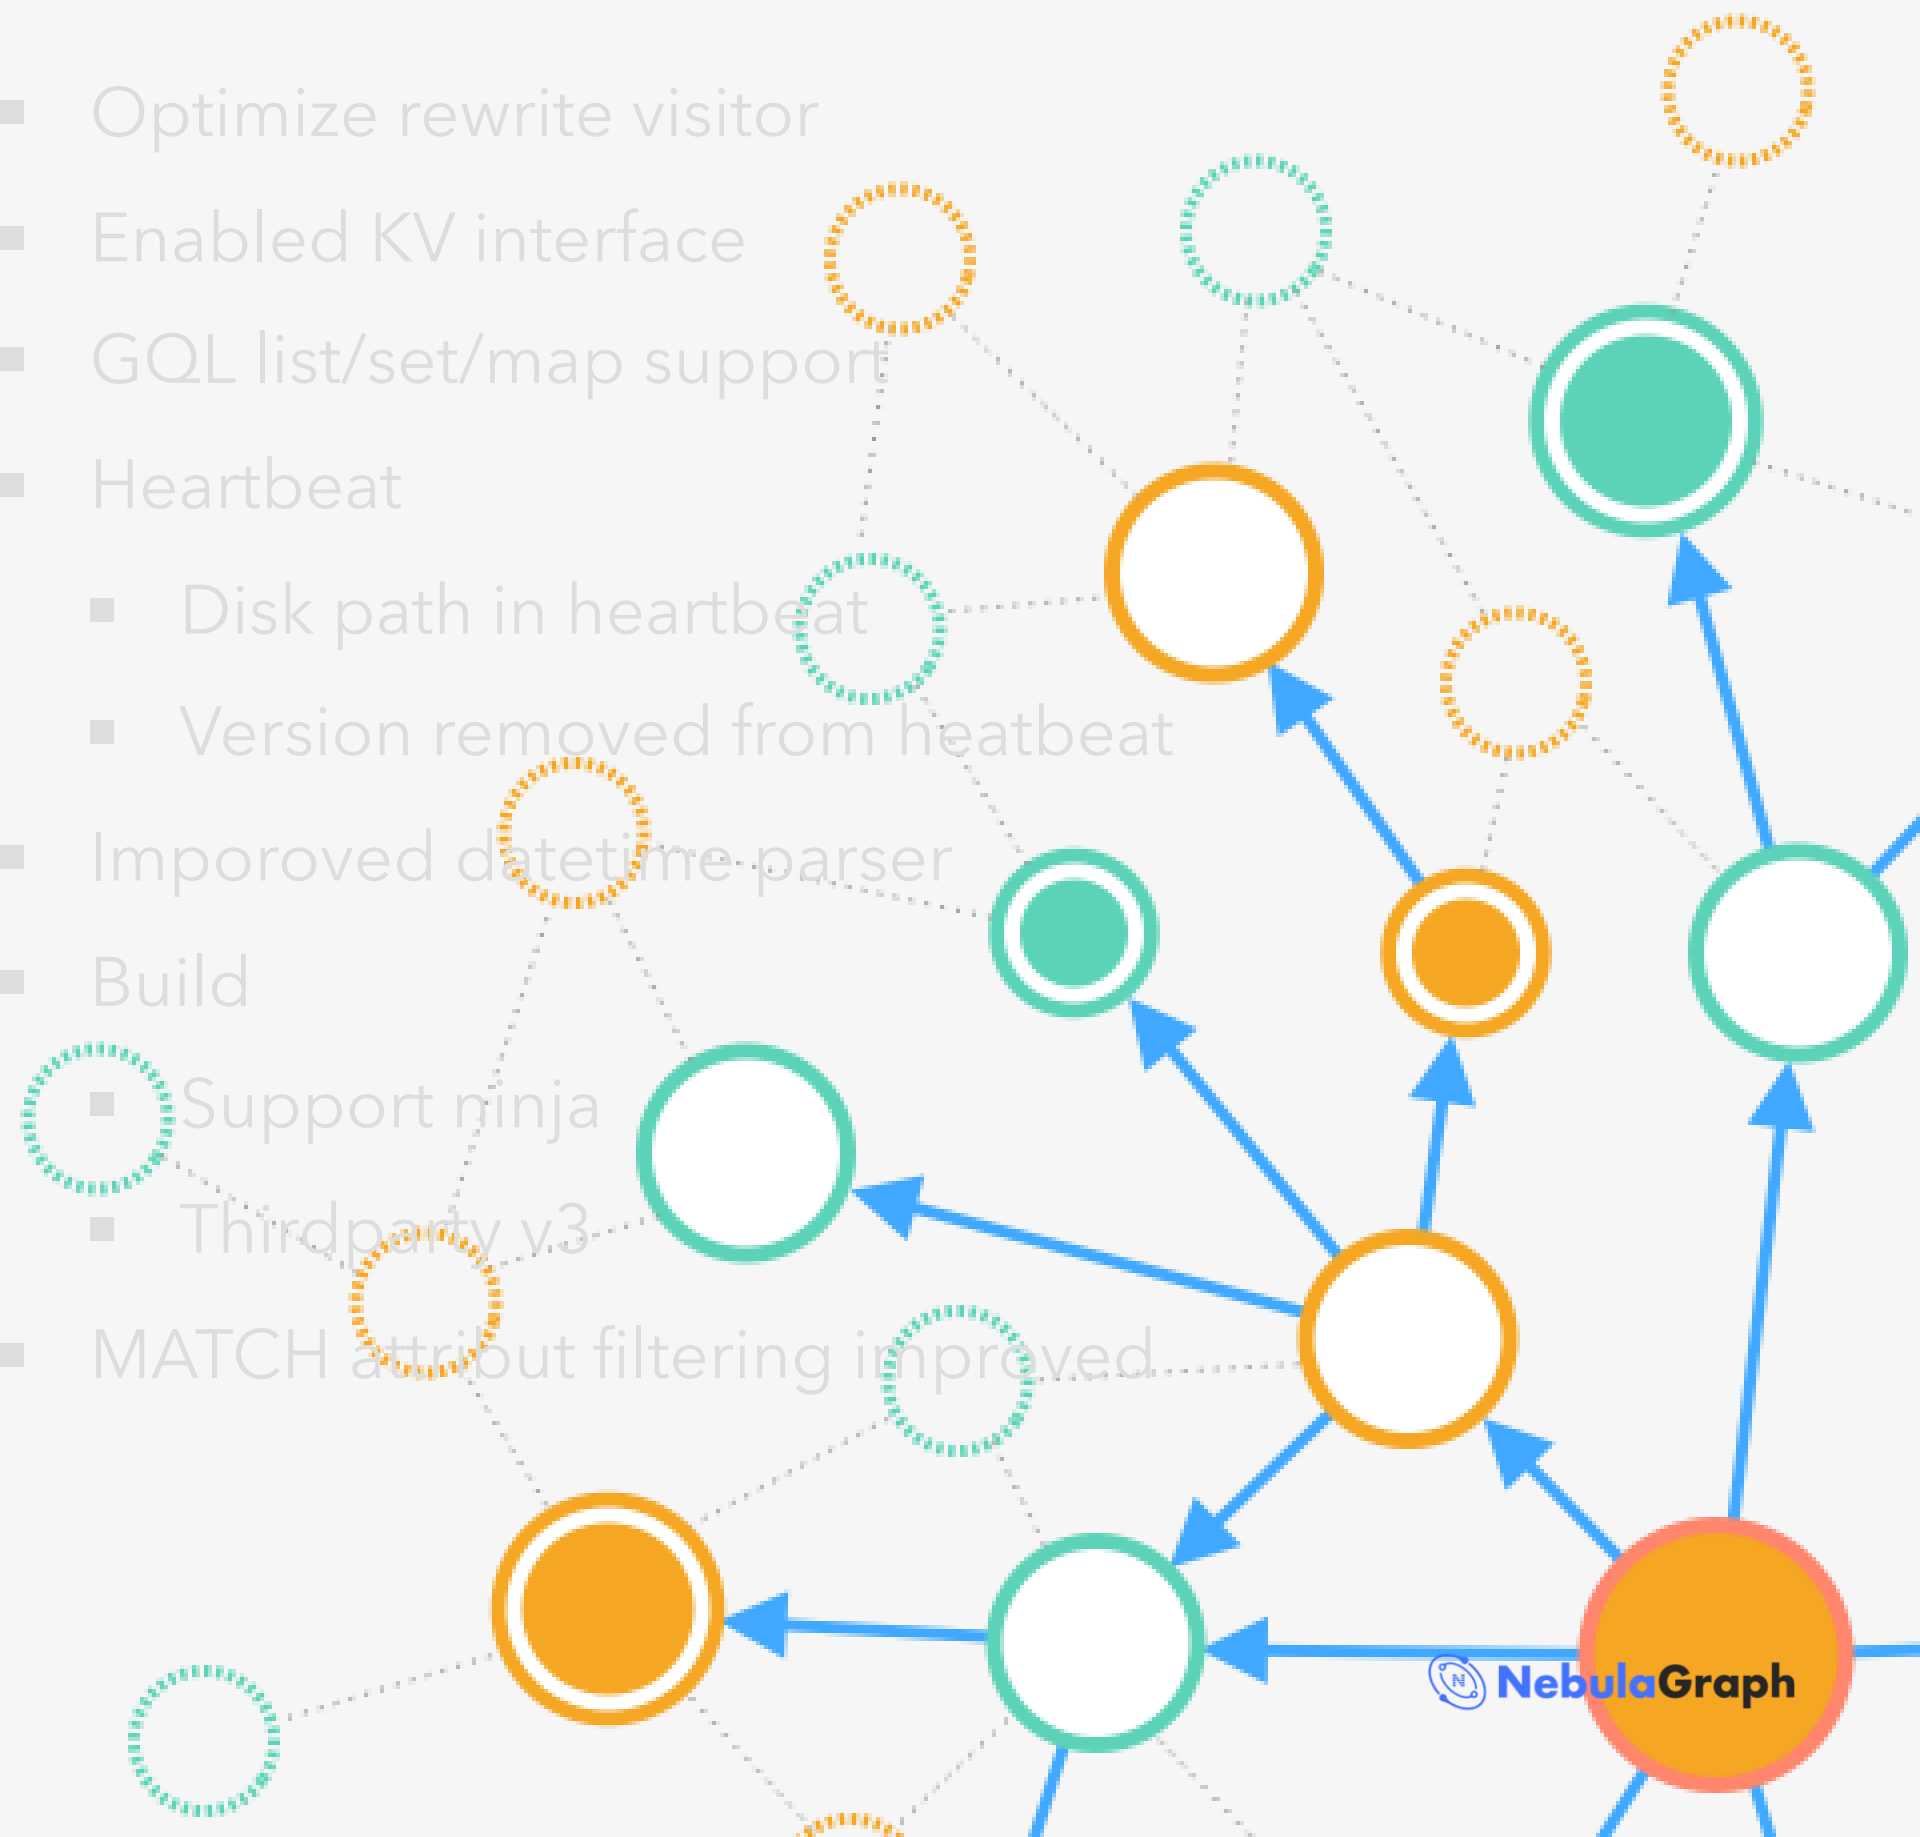 Optimize rewrite visitor
Enabled KV interface
GQL list/set/map support
Heartbeat
Disk path in heartbeat
Version removed from heatbeat
Imporoved datetime parser
Build
Support ninja
Thirdparty v3
MATCH attribut filtering improved
NebulaGraph